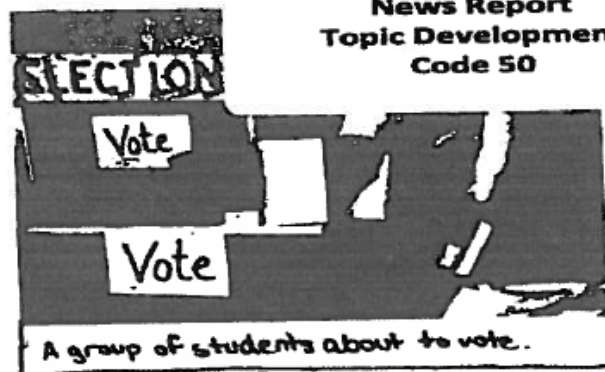 News Report
Topic Developmen
Code 50
ELECTION
Vote
Vote
A group of students about to vote.